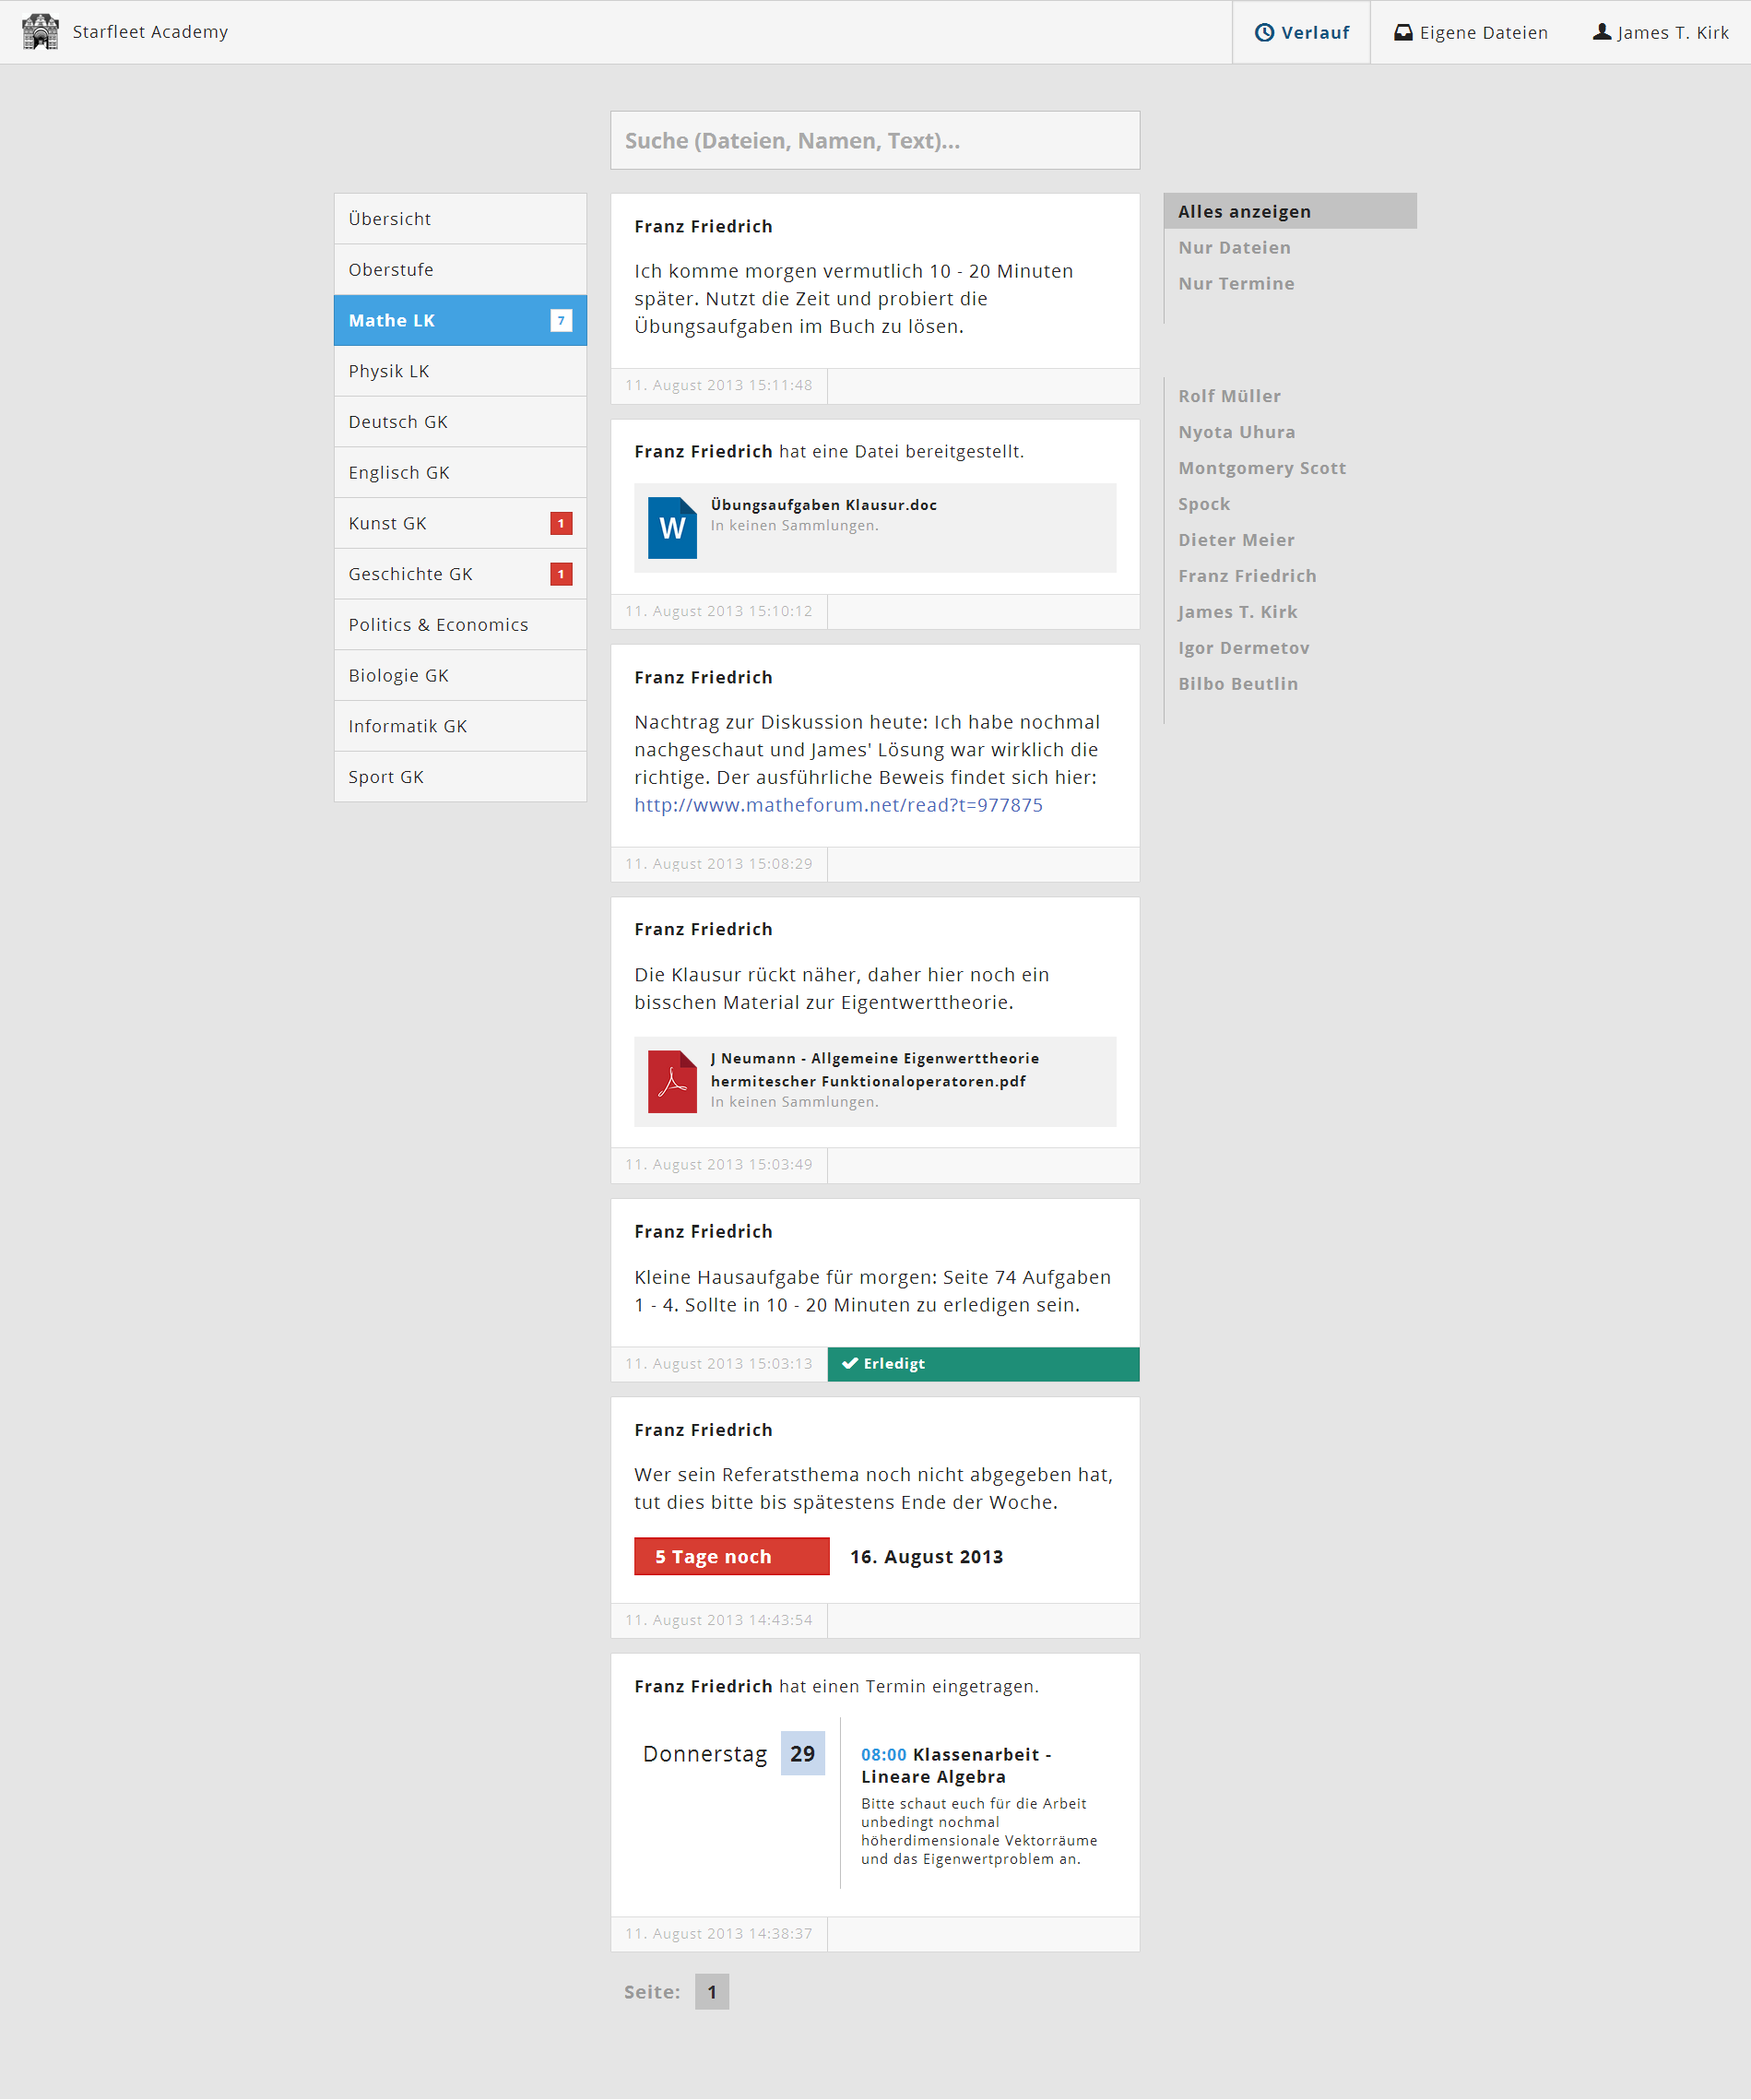 Starfleet Academy
Verlauf
Eigene Dateien
James T. Kirk
Suche (Dateien, Namen, Text)...
Übersicht
Oberstufe
Mathe LK 7
Physik LK
Deutsch GK
Englisch GK
Kunst GK 1
Geschichte GK 1
Politics & Economics
Biologie GK
Informatik GK
Sport GK
Franz Friedrich
Ich komme morgen vermutlich 10 - 20 Minuten
später. Nutzt die Zeit und probiert die
Übungsaufgaben im Buch zu lösen.
11. August 2013 15:11:48
Franz Friedrich hat eine Datei bereitgestellt.
W
Übungsaufgaben Klausur.doc
In keinen Sammlungen.
11. August 2013 15:10:12
Franz Friedrich
Nachtrag zur Diskussion heute: Ich habe nochmal
nachgeschaut und James' Lösung war wirklich die
richtige. Der ausführliche Beweis findet sich hier:
http://www.matheforum.net/read?t=977875
11. August 2013 15:08:29
Franz Friedrich
Die Klausur rückt näher, daher hier noch ein
bisschen Material zur Eigentwerttheorie.
J Neumann - Allgemeine Eigenwerttheorie
hermitescher Funktionaloperatoren.pdf
In keinen Sammlungen.
11. August 2013 15:03:49
Franz Friedrich
Kleine Hausaufgabe für morgen: Seite 74 Aufgaben
1 - 4. Sollte in 10 - 20 Minuten zu erledigen sein.
11. August 2013 15:03:13
Erledigt
Franz Friedrich
Wer sein Referatsthema noch nicht abgegeben hat,
tut dies bitte bis spätestens Ende der Woche.
5 Tage noch
16. August 2013
11. August 2013 14:43:54
Franz Friedrich hat einen Termin eingetragen.
Donnerstag 29
08:00 Klassenarbeit -
Lineare Algebra
Bitte schaut euch für die Arbeit
unbedingt nochmal
höherdimensionale Vektorräume
und das Eigenwertproblem an.
11. August 2013 14:38:37
Seite: 1
Alles anzeigen
Nur Dateien
Nur Termine
Rolf Müller
Nyota Uhura
Montgomery Scott
Spock
Dieter Meier
Franz Friedrich
James T. Kirk
Igor Dermetov
Bilbo Beutlin